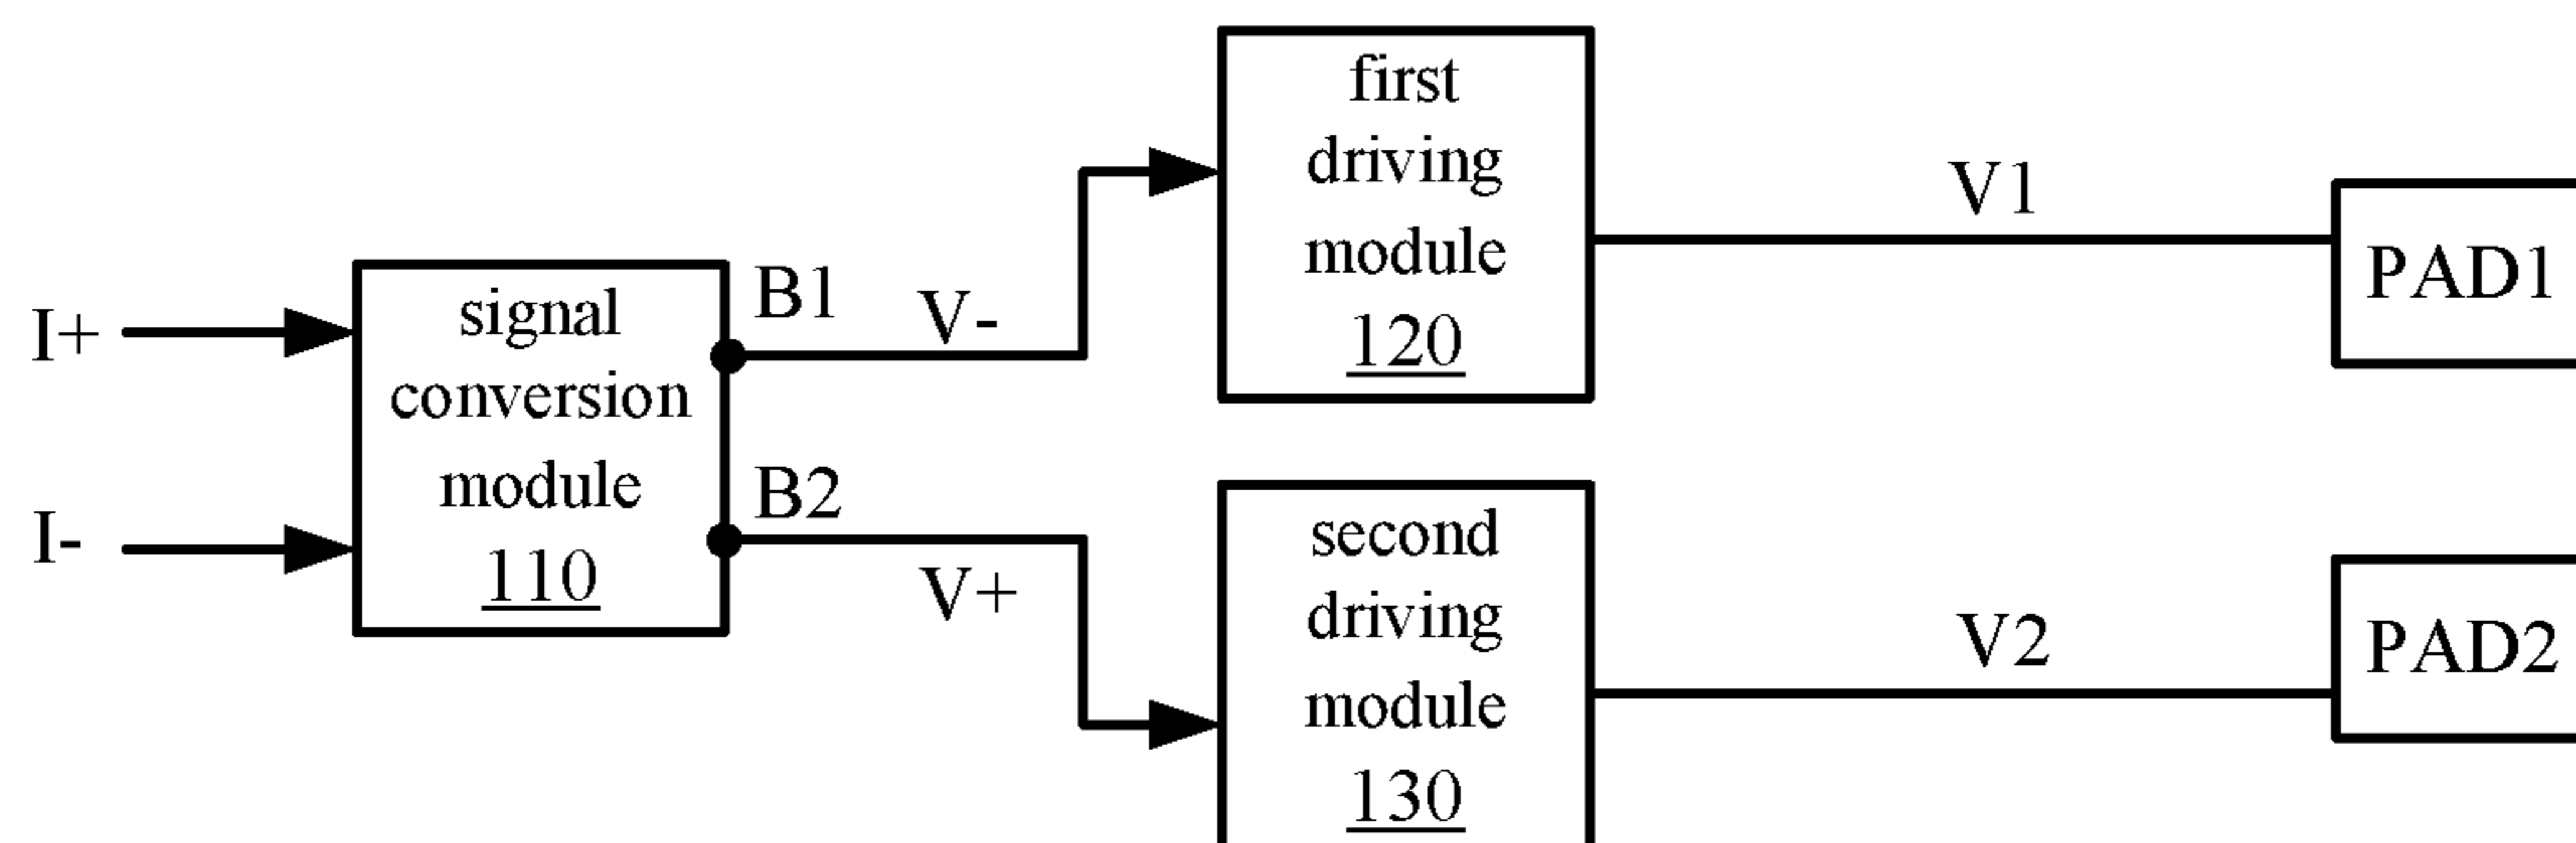 I+
I-
signal
conversion
module
110
B1
V-
B2
V+
first
driving
module
120
second
driving
module
130
V1
V2
PAD1
PAD2